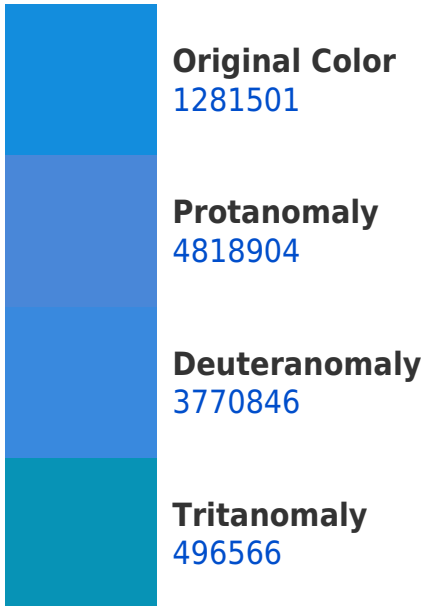 Original Color
1281501
Protanomaly
4818904
Deuteranomaly
3770846
Tritanomaly
496566